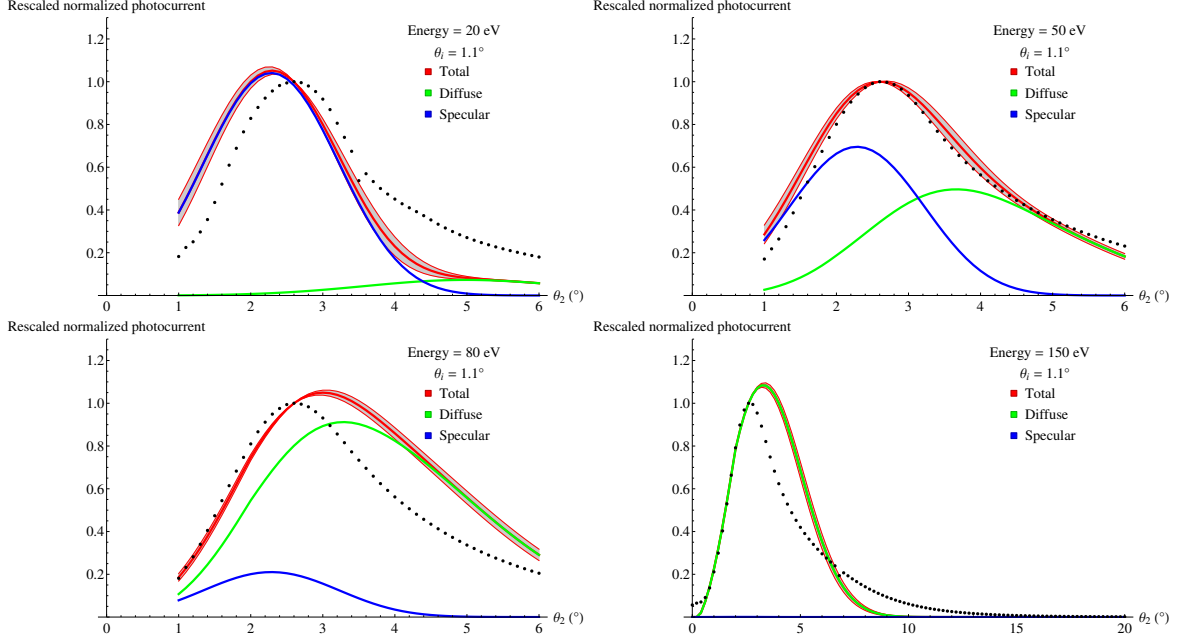 Rescaled normalized photocurrent
Energy = 20 eV
θi = 1.1°
Total
Diffuse
Specular
1.2
1.0
0.8
0.6
0.4
0.2
0 1 2 3 4 5 6
θ2 (°)
Rescaled normalized photocurrent
Energy = 50 eV
θi = 1.1°
Total
Diffuse
Specular
1.2
1.0
0.8
0.6
0.4
0.2
0 1 2 3 4 5 6
θ2 (°)
Rescaled normalized photocurrent
Energy = 80 eV
θi = 1.1°
Total
Diffuse
Specular
1.2
1.0
0.8
0.6
0.4
0.2
0 1 2 3 4 5 6
θ2 (°)
Rescaled normalized photocurrent
Energy = 150 eV
θi = 1.1°
Total
Diffuse
Specular
1.2
1.0
0.8
0.6
0.4
0.2
0 5 10 15 20
θ2 (°)